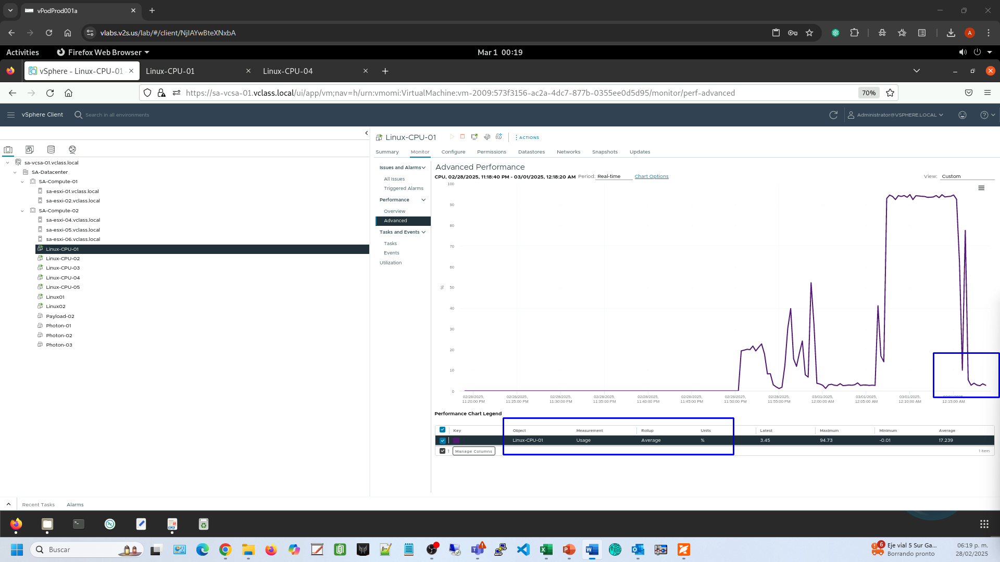 vPodProd001a
vlabs.v2s.us/lab/#/client/NjIAYwBteXNxbA
A
Activities
Firefox Web Browser
Mar 1 00:19
vSphere - Linux-CPU-01 -
Linux-CPU-01
Linux-CPU-04
https://sa-vcsa-01.vclass.local/ui/app/vm;nav=h/urn:vmomi:VirtualMachine:vm-2009:573f3156-ac2a-4dc7-877b-0355ee0d5d95/monitor/perf-advanced
70%
vSphere Client
Search in all environments
Administrator@VSPHERE.LOCAL
sa-vcsa-01.vclass.local
SA-Datacenter
SA-Compute-01
sa-esxi-01.vclass.local
sa-esxi-02.vclass.local
SA-Compute-02
sa-esxi-04.vclass.local
sa-esxi-05.vclass.local
sa-esxi-06.vclass.local
Linux-CPU-01
Linux-CPU-02
Linux-CPU-03
Linux-CPU-04
Linux-CPU-05
Linux01
Linux02
Payload-02
Photon-01
Photon-02
Photon-03
Linux-CPU-01
ACTIONS
Summary
Monitor
Configure
Permissions
Datastores
Networks
Snapshots
Updates
Issues and Alarms
All Issues
Triggered Alarms
Performance
Overview
Advanced
Tasks and Events
Tasks
Events
Utilization
Advanced Performance
CPU, 02/28/2025, 11:18:40 PM - 03/01/2025, 12:18:20 AM
Period: Real-time
Chart Options
View: Custom
100
90
80
70
60
50
40
30
20
10
0
%
02/28/2025, 11:20:00 PM
02/28/2025, 11:25:00 PM
02/28/2025, 11:30:00 PM
02/28/2025, 11:35:00 PM
02/28/2025, 11:40:00 PM
02/28/2025, 11:45:00 PM
02/28/2025, 11:50:00 PM
02/28/2025, 11:55:00 PM
03/01/2025, 12:00:00 AM
03/01/2025, 12:05:00 AM
03/01/2025, 12:10:00 AM
12:15:00 AM
Performance Chart Legend
Key Object Measurement Rollup Units Latest Maximum Minimum Average
Linux-CPU-01 Usage Average % 3.45 94.73 -0.01 17.239
1
Manage Columns
1 item
Recent Tasks
Alarms
Buscar
6
Eje vial 5 Sur Ga...
Borrando pronto
06:19 p. m.
28/02/2025